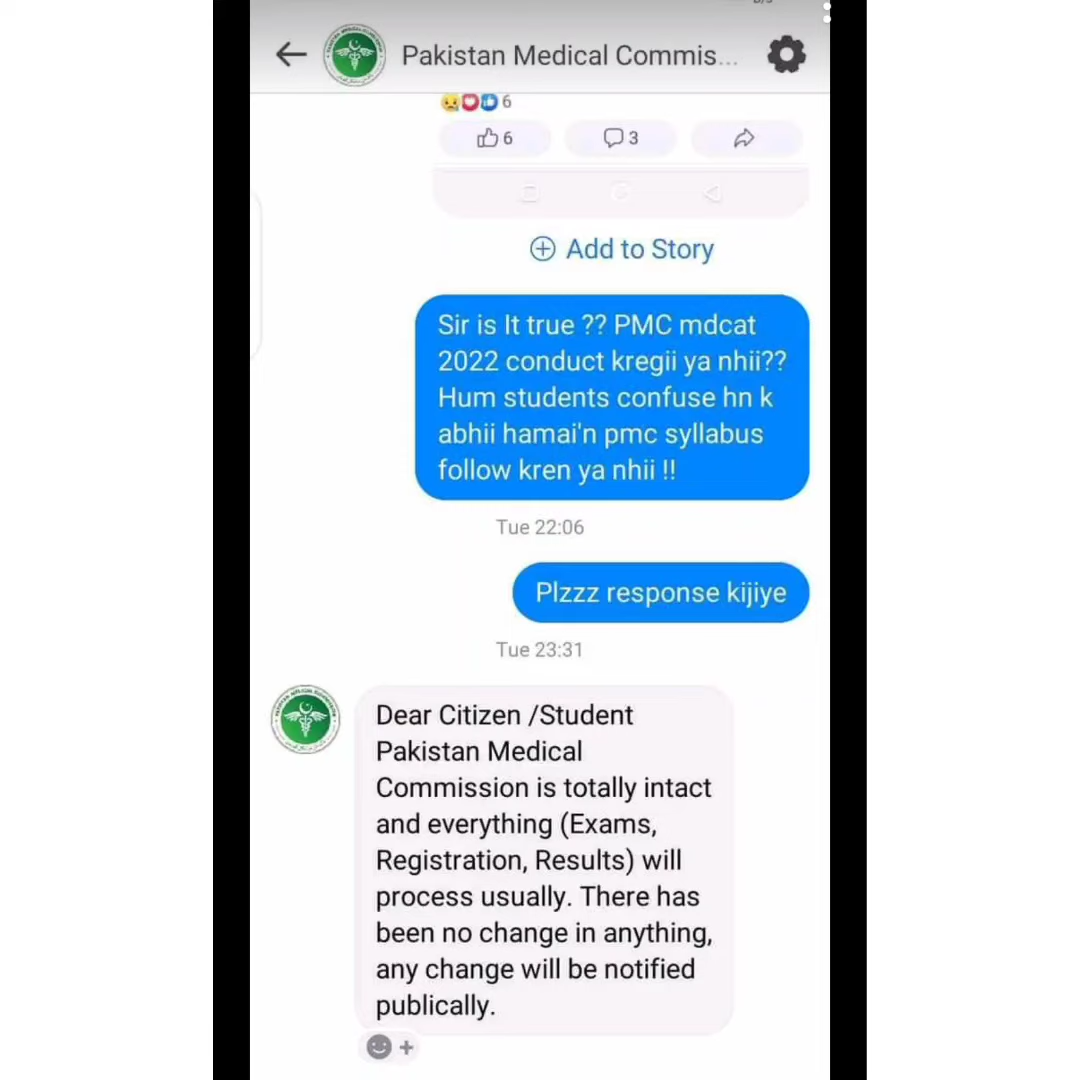 Pakistan Medical Commis...
6
6
3
Add to Story
Sir is It true ?? PMC mdcat
2022 conduct kregii ya nhii??
Hum students confuse hn k
abhii hamai'n pmc syllabus
follow kren ya nhii !!
Tue 22:06
Plzzz response kijiye
Tue 23:31
Dear Citizen /Student
Pakistan Medical
Commission is totally intact
and everything (Exams,
Registration, Results) will
process usually. There has
been no change in anything,
any change will be notified
publically.